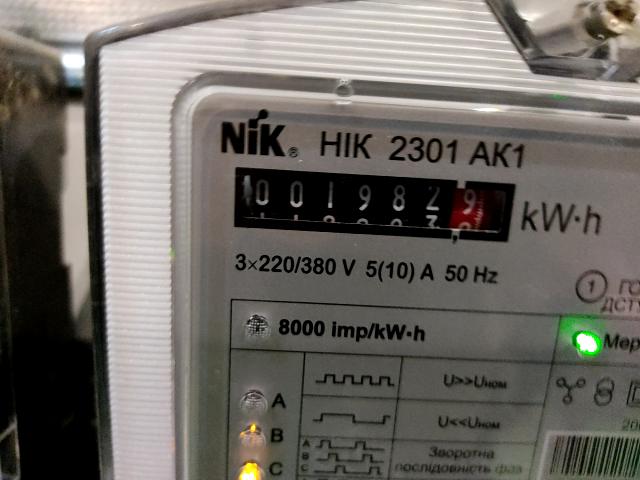 NiK® НІК 2301 АК1
0019829 kW·h
3×220/380 V 5(10) A 50 Hz
1
8000 imp/kW·h
A
U>>Uном
B
U<<Uном
C
A
B
C
Зворотна
послідовність фаз